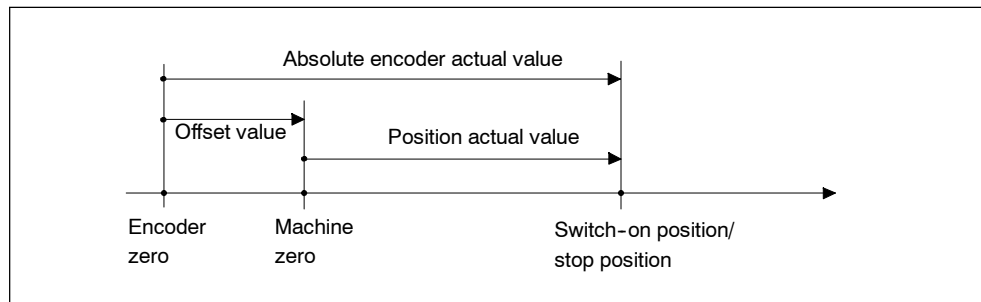 Absolute encoder actual value
Offset value
Position actual value
Encoder
zero
Machine
zero
Switch-on position/
stop position